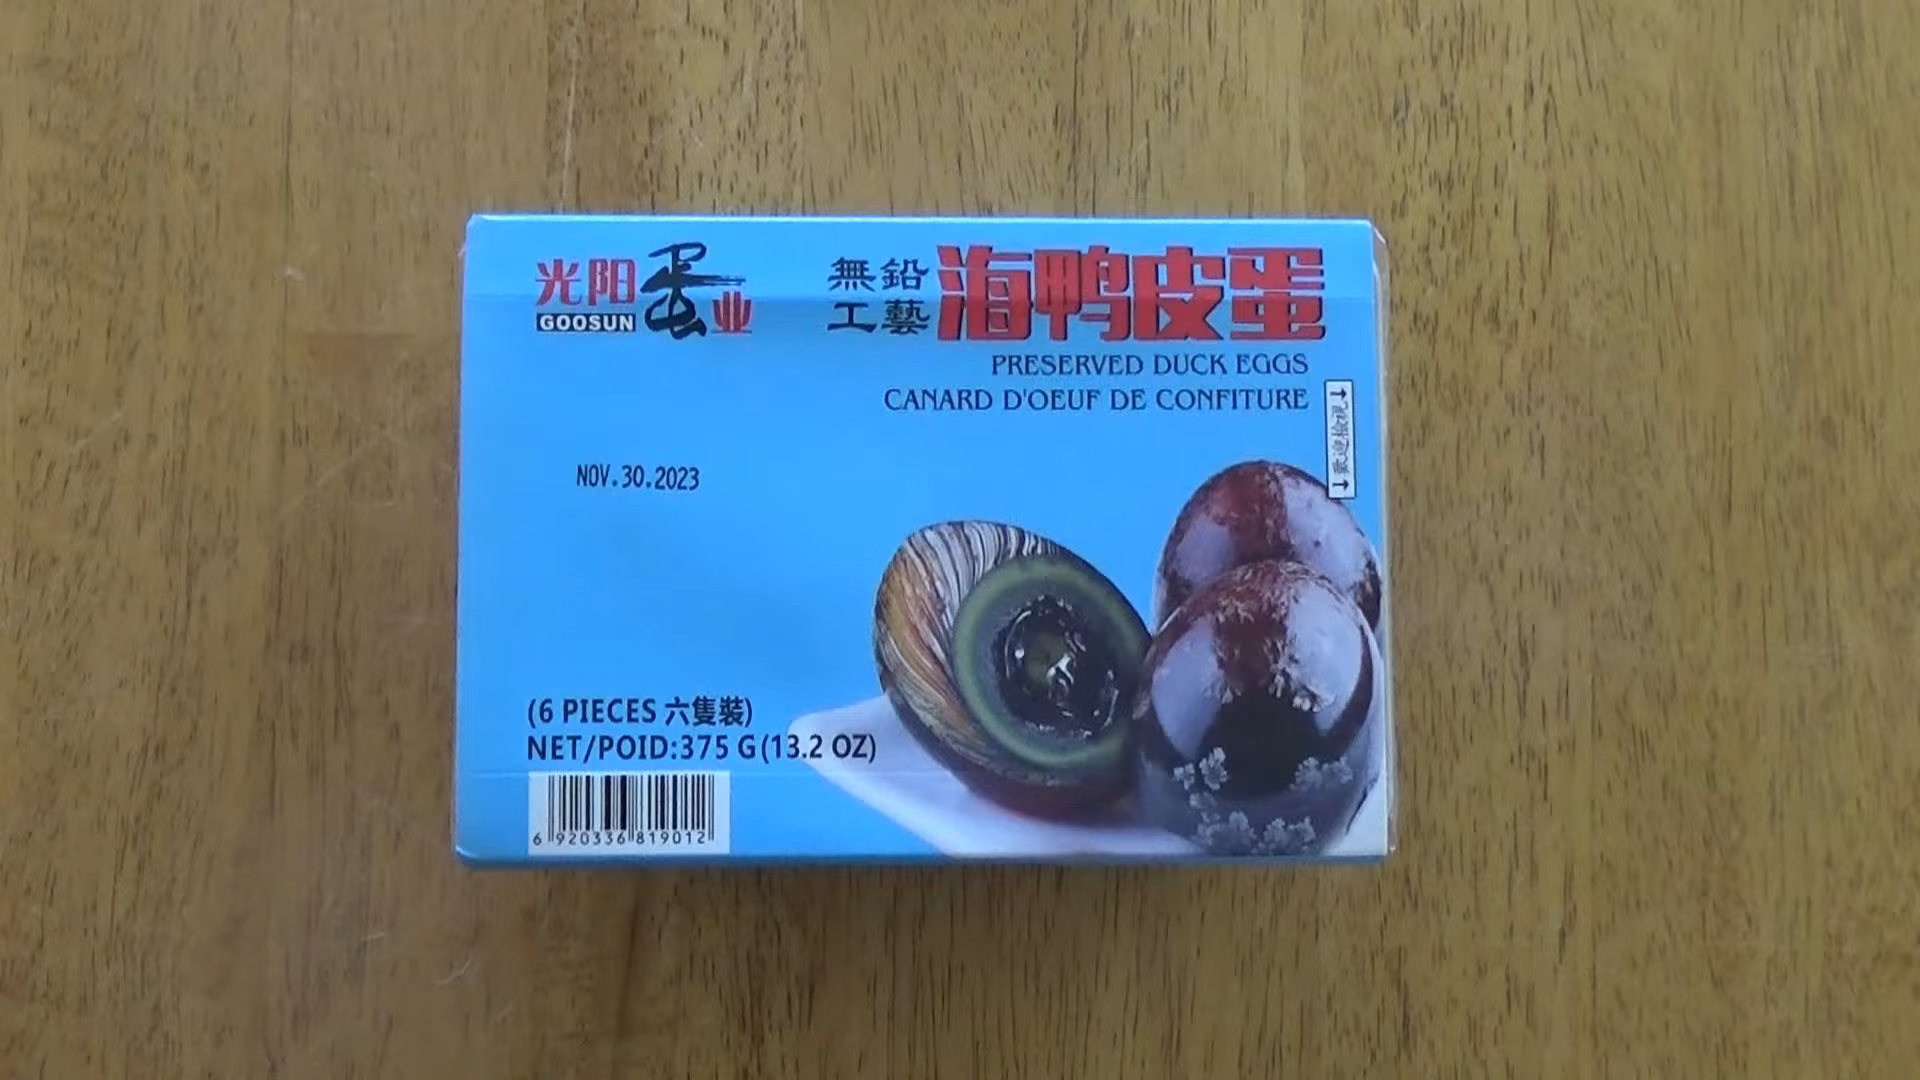 光阳蛋业
GOOSUN
無鉛工藝
海鸭皮蛋
PRESERVED DUCK EGGS
CANARD D'OEUF DE CONFITURE
NOV.30.2023
(6 PIECES 六隻裝)
NET/POID:375 G(13.2 OZ)
6 920336 819012